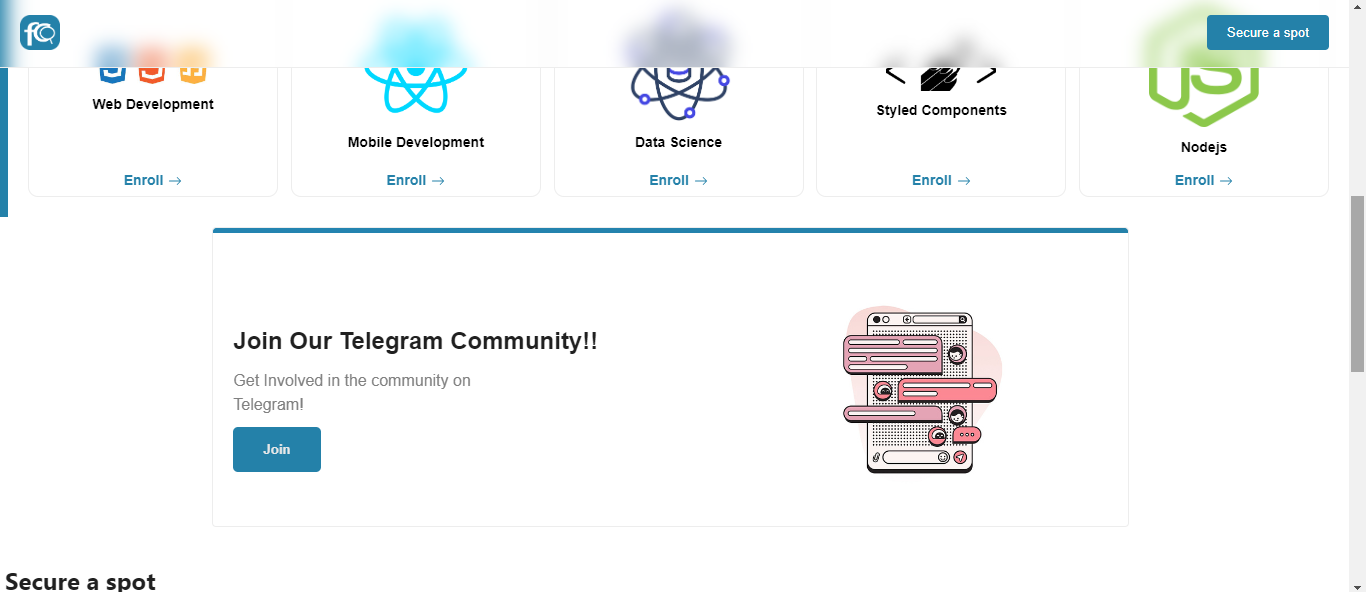 fC
Secure a spot
Web Development
Mobile Development
Data Science
Styled Components
Nodejs
Enroll →
Enroll →
Enroll →
Enroll →
Enroll →
Join Our Telegram Community!!
Get Involved in the community on
Telegram!
Join
Secure a spot